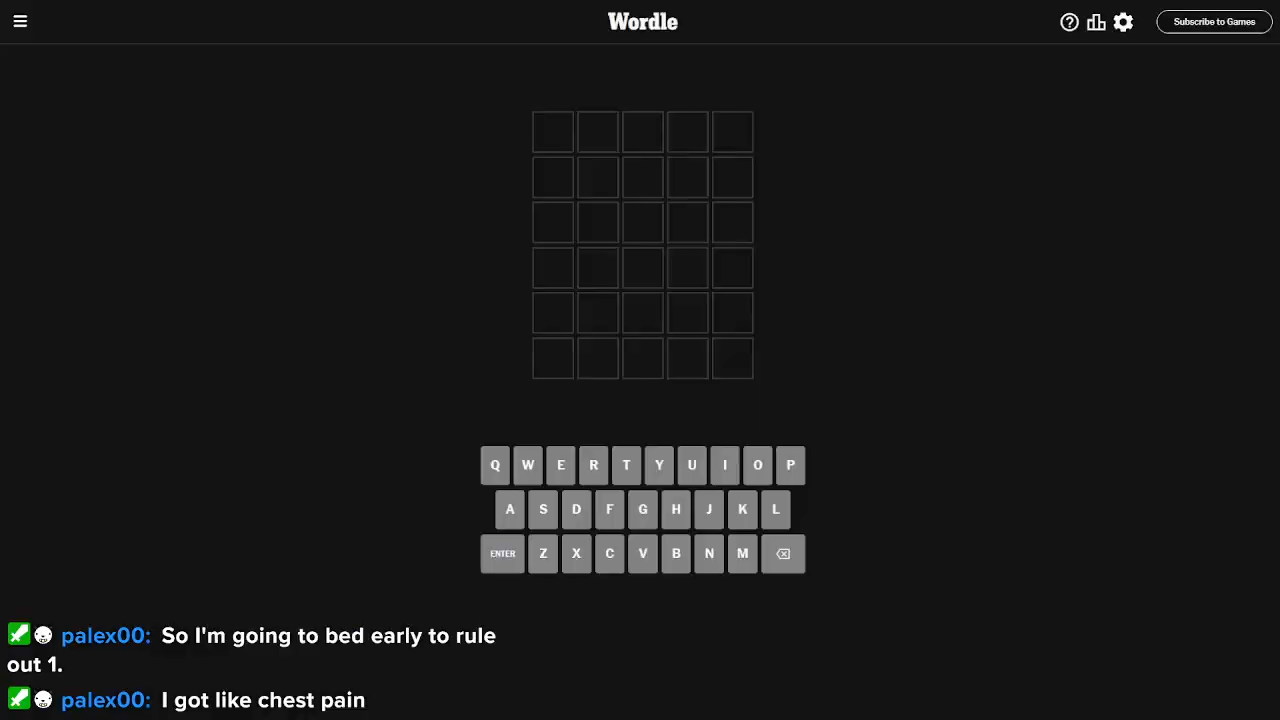 Wordle
Subscribe to Games
Q W E R T Y U I O P
A S D F G H J K L
ENTER Z X C V B N M
palex00: So I'm going to bed early to rule
out 1.
palex00: I got like chest pain